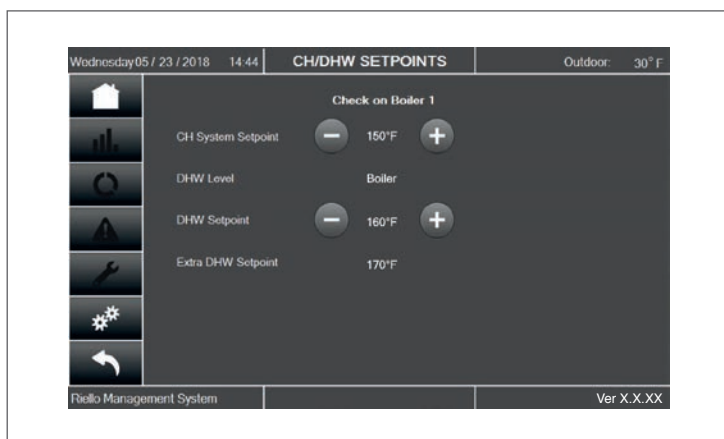 Wednesday 05 / 23 / 2018 14:44 CH/DHW SETPOINTS Outdoor: 30°F
Check on Boiler 1
CH System Setpoint 150°F
DHW Level Boiler
DHW Setpoint 160°F
Extra DHW Setpoint 170°F
Riello Management System Ver X.X.XX